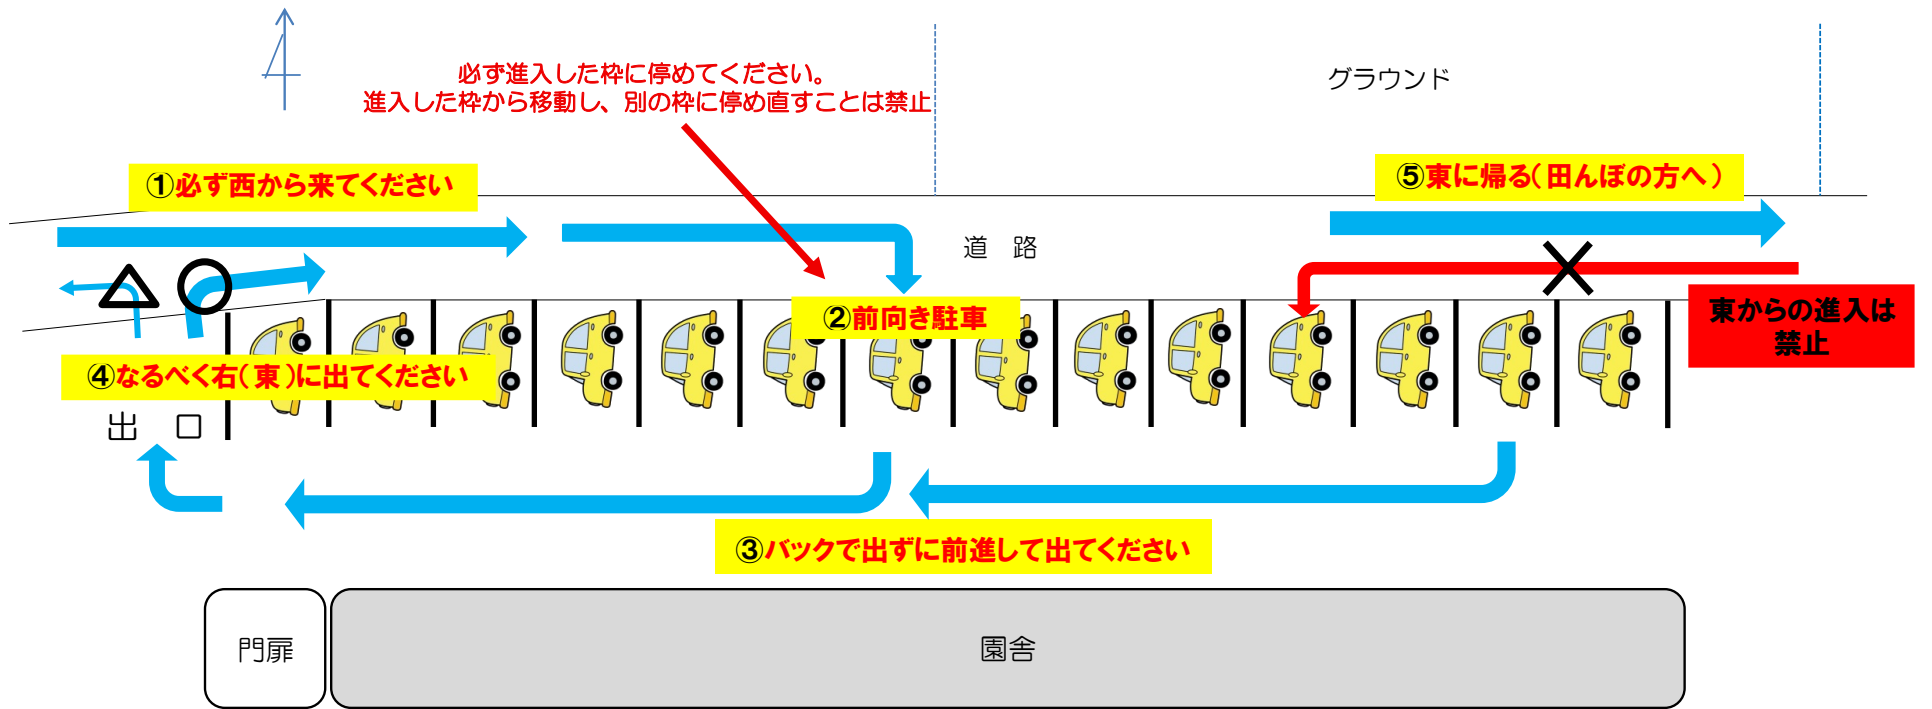 必ず進入した枠に停めてください。
進入した枠から移動し、別の枠に停め直すことは禁止
グラウンド
①必ず西から来てください
⑤東に帰る(田んぼの方へ)
道　路
②前向き駐車
東からの進入は
禁止
④なるべく右(東)に出てください
出　口
③バックで出ずに前進して出てください
門扉
園舎